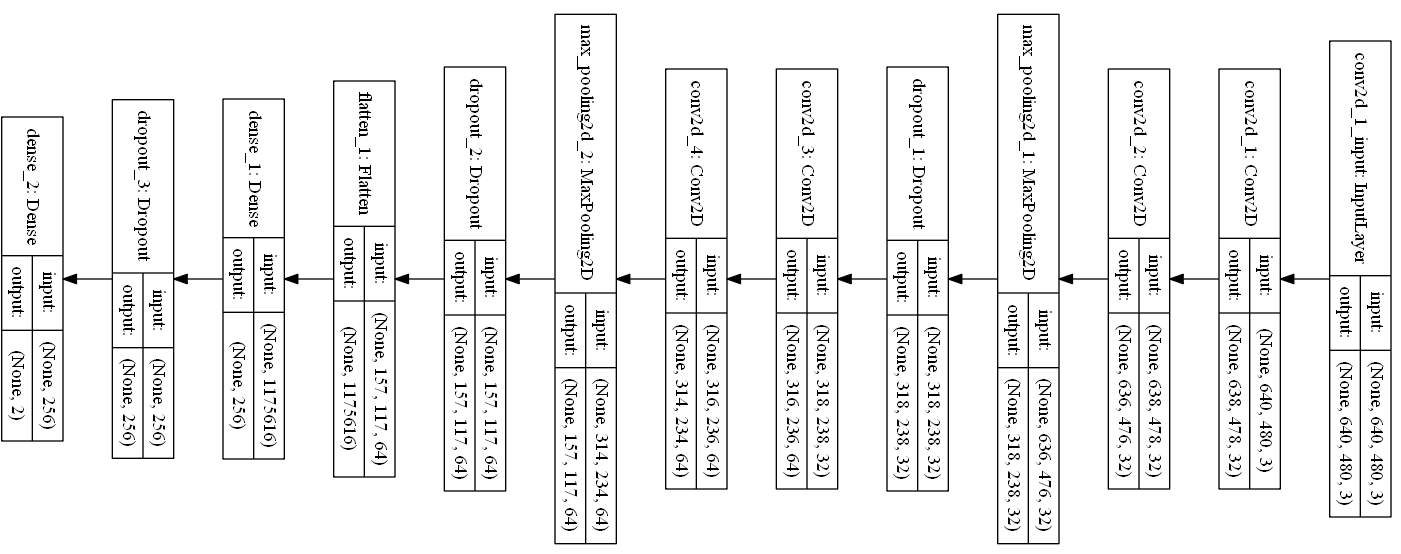 conv2d_1_input: InputLayer
input: (None, 640, 480, 3)
output: (None, 640, 480, 3)
conv2d_1: Conv2D
input: (None, 640, 480, 3)
output: (None, 638, 478, 32)
conv2d_2: Conv2D
input: (None, 638, 478, 32)
output: (None, 636, 476, 32)
max_pooling2d_1: MaxPooling2D
input: (None, 636, 476, 32)
output: (None, 318, 238, 32)
dropout_1: Dropout
input: (None, 318, 238, 32)
output: (None, 318, 238, 32)
conv2d_3: Conv2D
input: (None, 318, 238, 32)
output: (None, 316, 236, 64)
conv2d_4: Conv2D
input: (None, 316, 236, 64)
output: (None, 314, 234, 64)
max_pooling2d_2: MaxPooling2D
input: (None, 314, 234, 64)
output: (None, 157, 117, 64)
dropout_2: Dropout
input: (None, 157, 117, 64)
output: (None, 157, 117, 64)
flatten_1: Flatten
input: (None, 157, 117, 64)
output: (None, 1175616)
dense_1: Dense
input: (None, 1175616)
output: (None, 256)
dropout_3: Dropout
input: (None, 256)
output: (None, 256)
dense_2: Dense
input: (None, 256)
output: (None, 2)